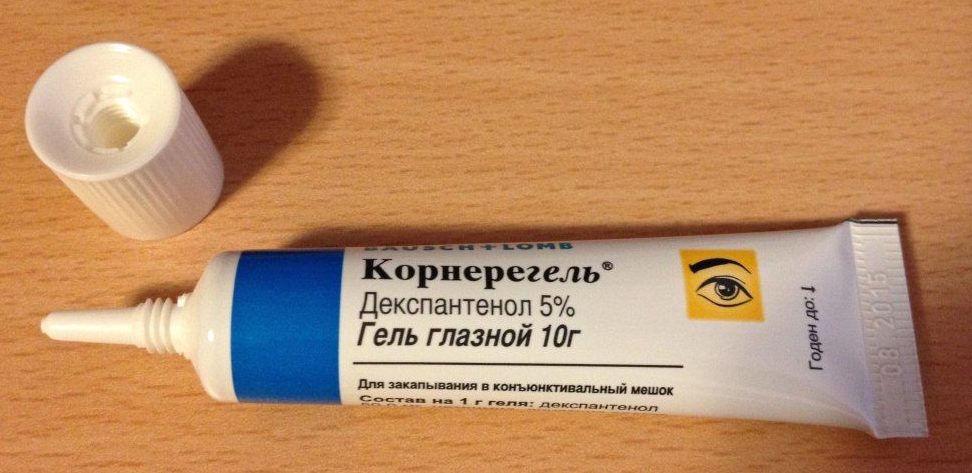 BAUSCH + LOMB
Корнерегель®
Декспантенол 5%
Гель глазной 10г
Для закапывания в конъюнктивальный мешок
Состав на 1 г геля: декспантенол
Годен до:
08 2015